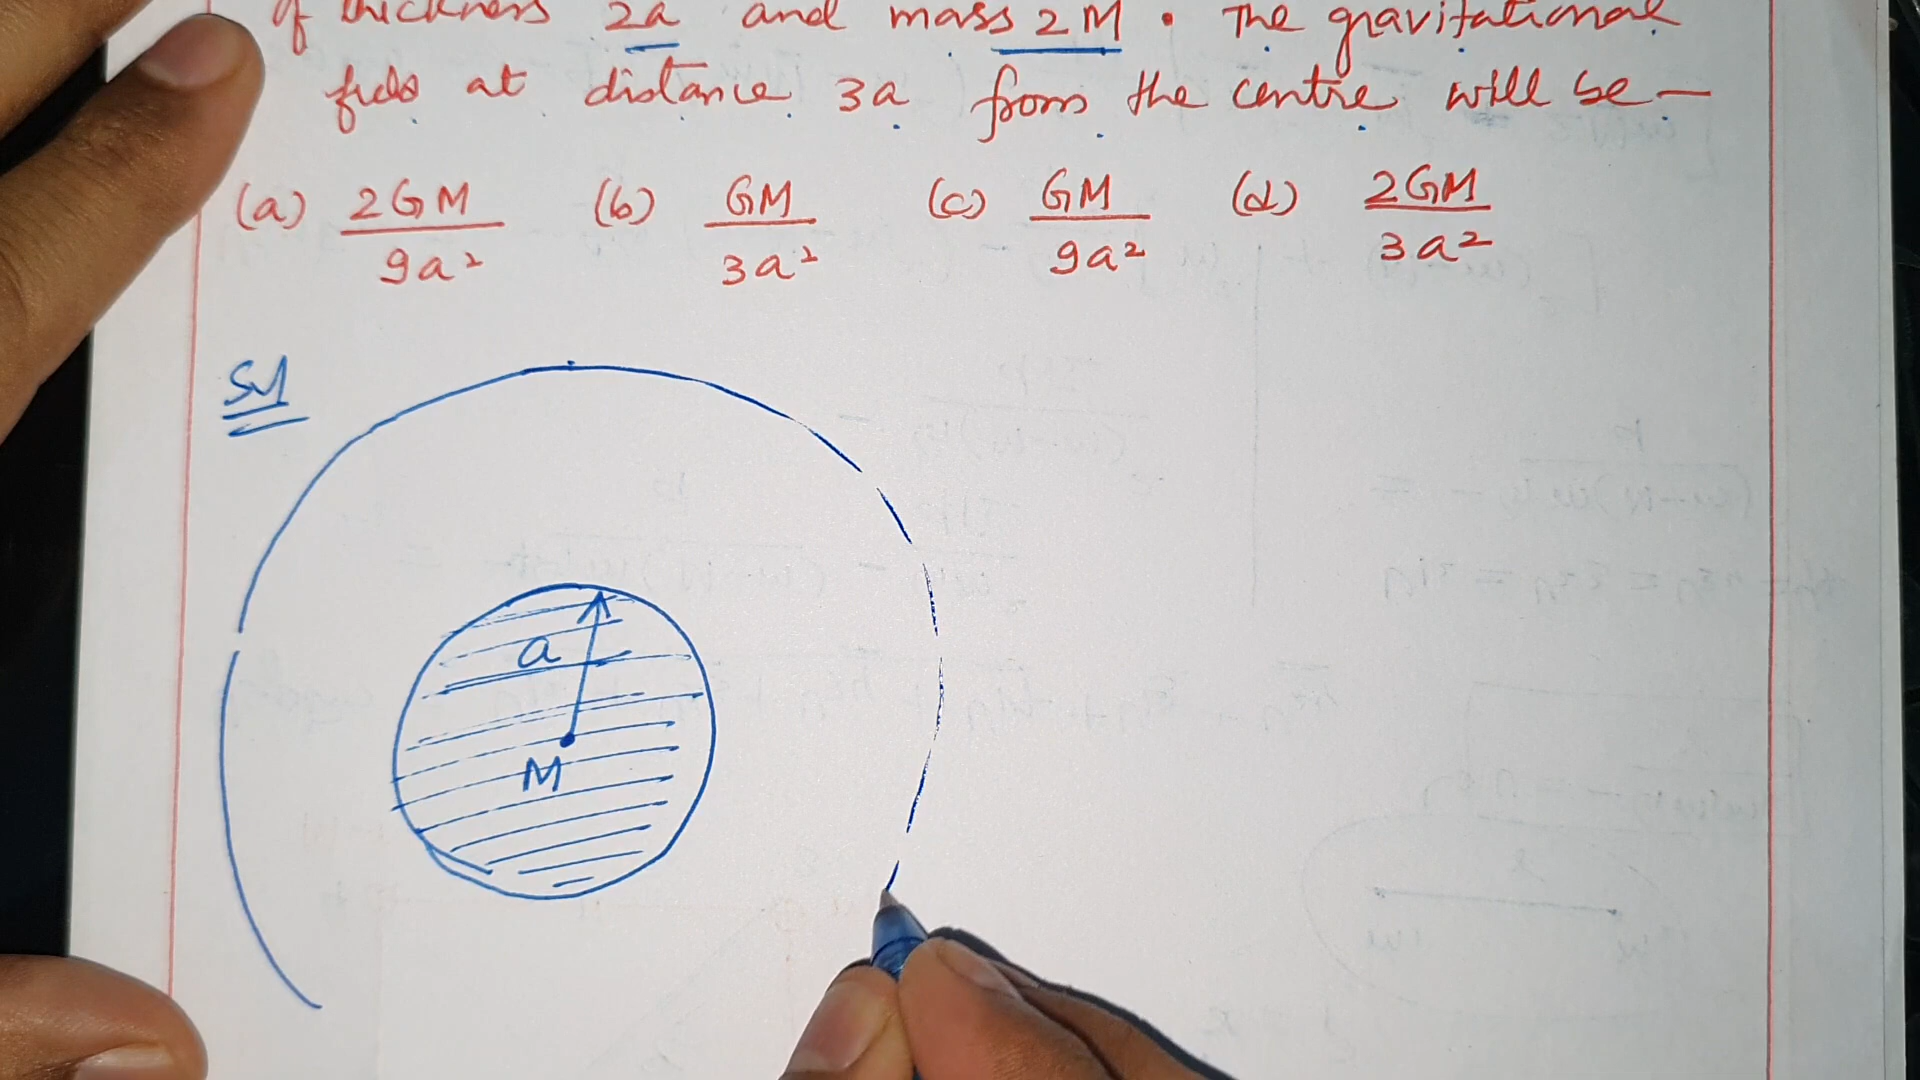 of thickness 2a and mass 2M. The gravitational
field at distance 3a from the centre will be —
(a) 2GM/9a² (b) GM/3a² (c) GM/9a² (d) 2GM/3a²
Sol
a
M